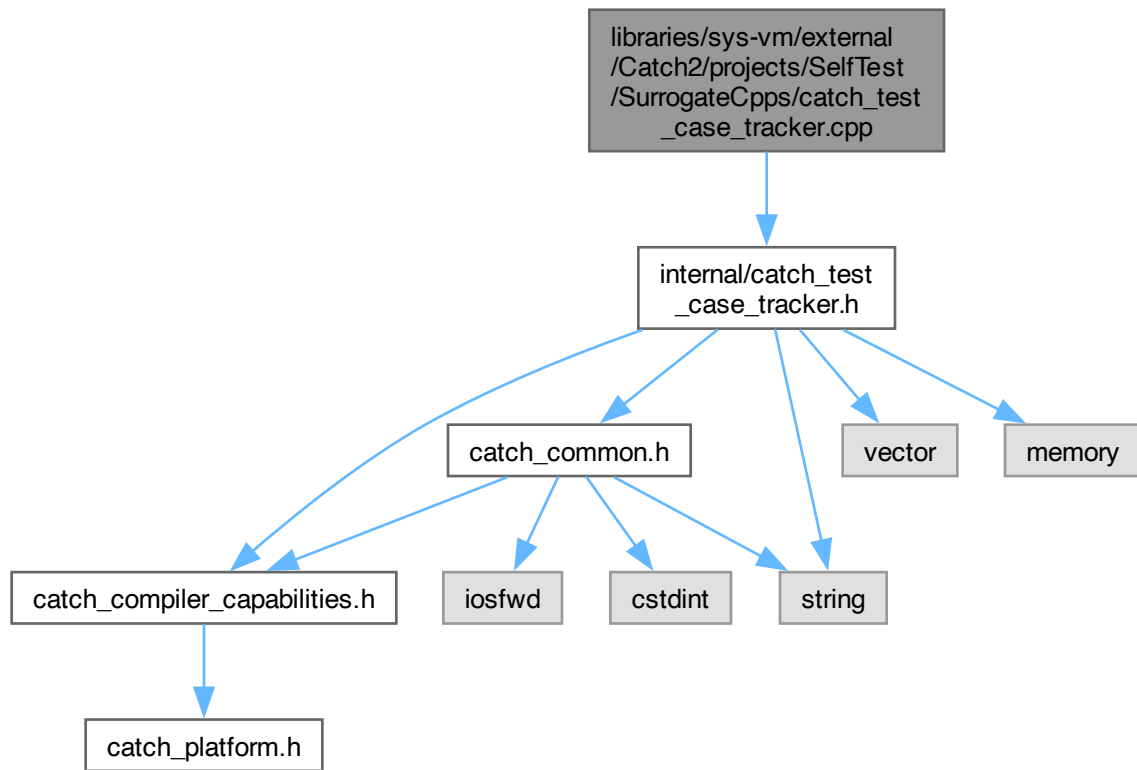 libraries/sys-vm/external
/Catch2/projects/SelfTest
/SurrogateCpps/catch_test
_case_tracker.cpp
internal/catch_test
_case_tracker.h
catch_common.h
vector
memory
catch_compiler_capabilities.h
iosfwd
cstdint
string
catch_platform.h